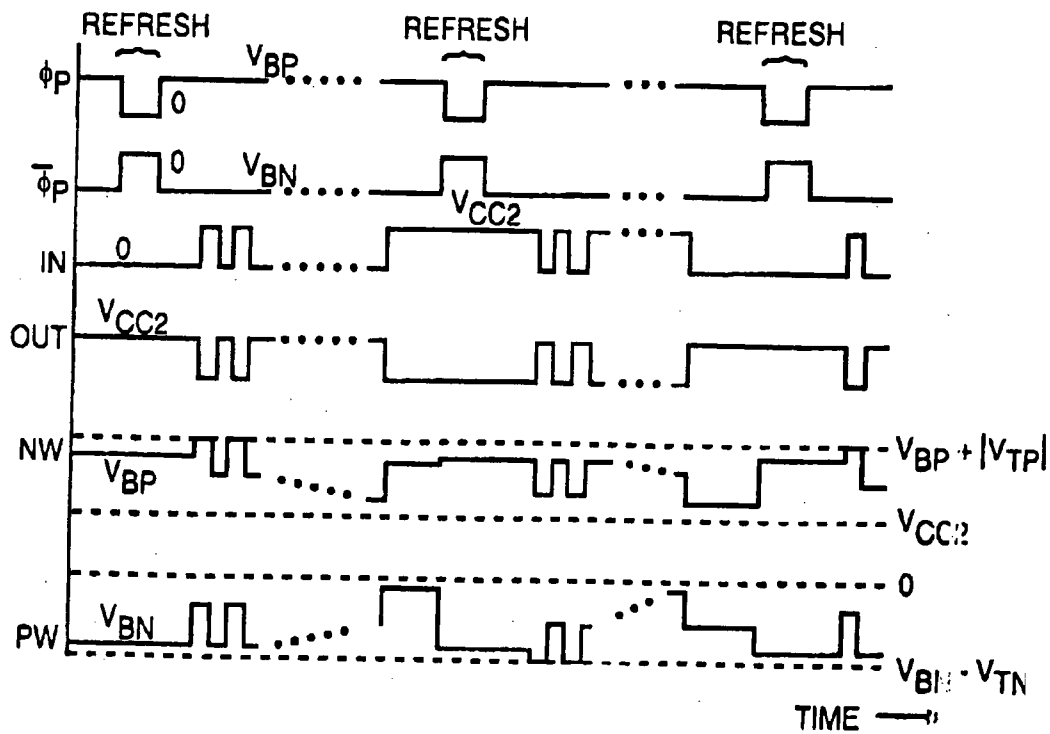 REFRESH REFRESH REFRESH
ϕP VBP
0
ϕ̅P 0 VBN
VCC2
IN 0
OUT VCC2
NW VBP + |VTP|
VBP
VCC2
0
PW VBN
VBN - VTN
TIME